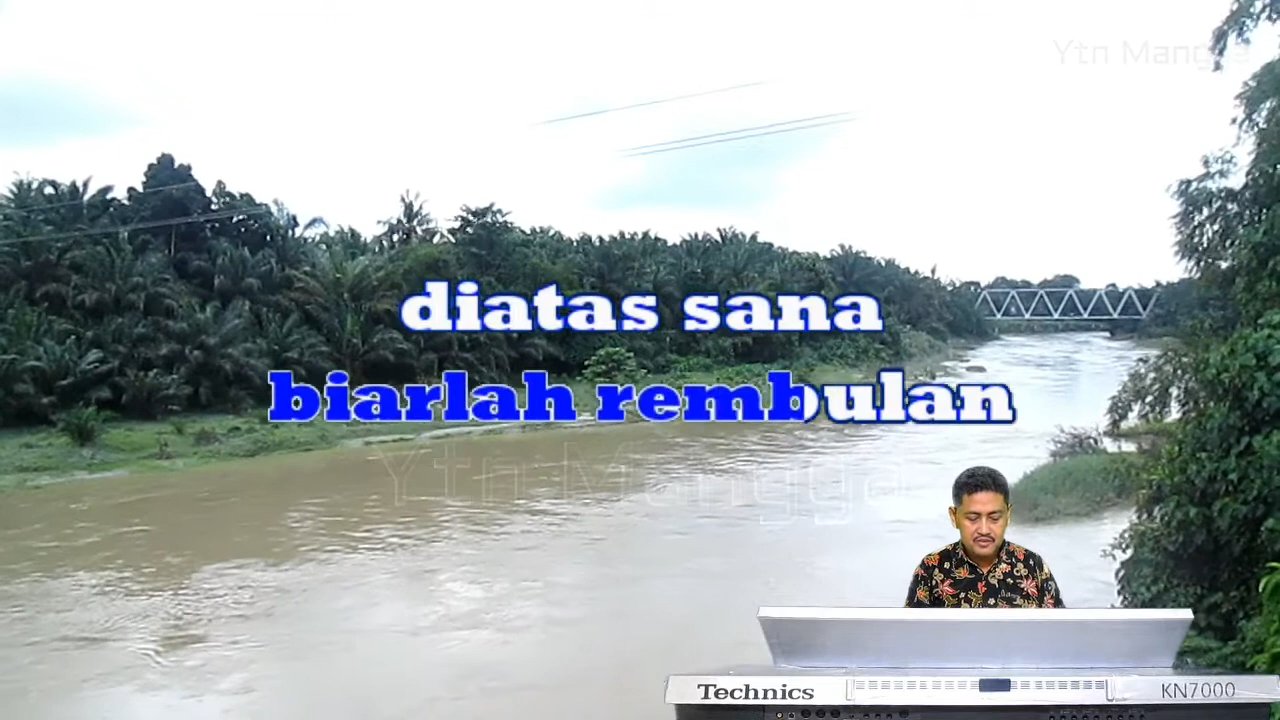 Ytn Mangga
diatas sana
biarlah rembulan
Ytn Mangga
Technics
KN7000